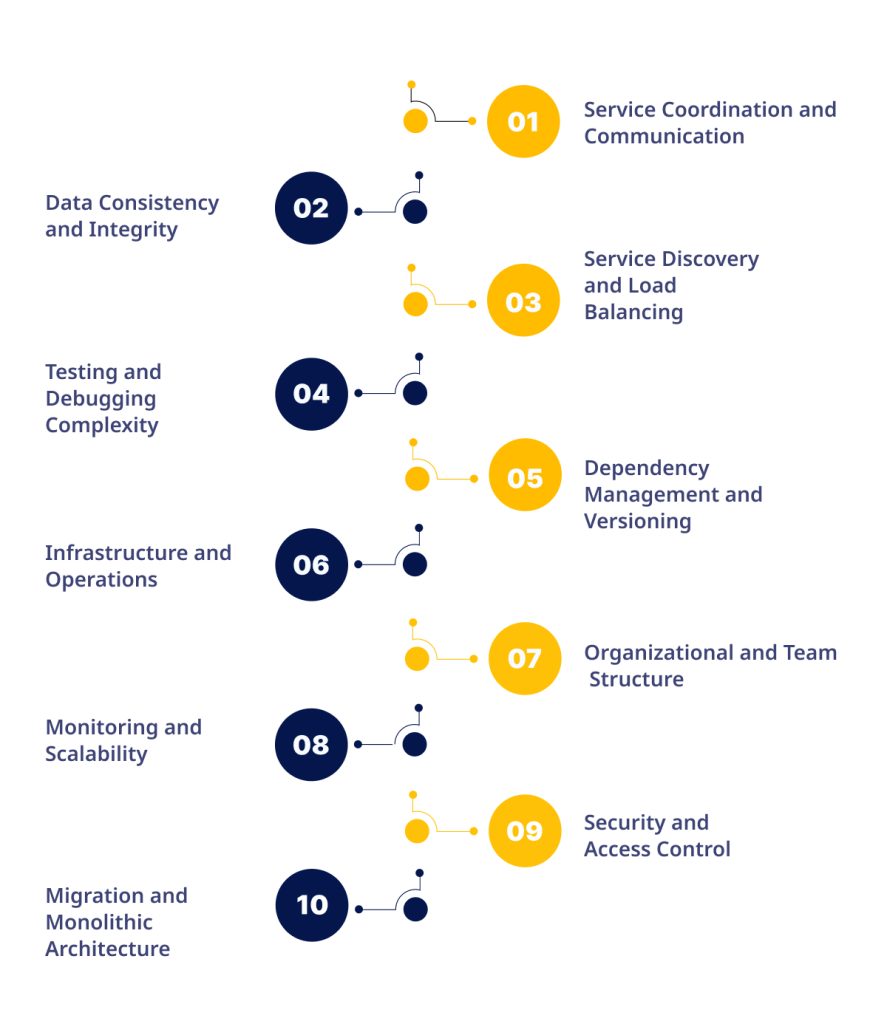 01
Service Coordination and
Communication
02
Data Consistency
and Integrity
03
Service Discovery
and Load
Balancing
04
Testing and
Debugging
Complexity
05
Dependency
Management and
Versioning
06
Infrastructure and
Operations
07
Organizational and Team
Structure
08
Monitoring and
Scalability
09
Security and
Access Control
10
Migration and
Monolithic
Architecture